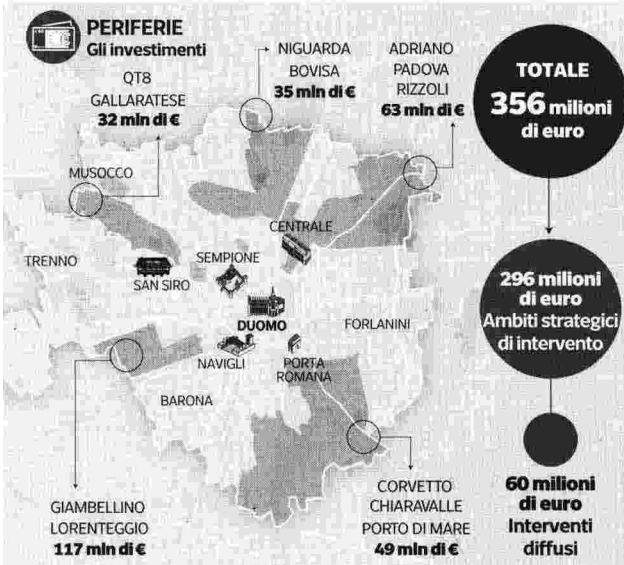 PERIFERIE
Gli investimenti
QT8
GALLARATESE
32 mln di €
NIGUARDA
BOVISA
35 mln di €
ADRIANO
PADOVA
RIZZOLI
63 mln di €
TOTALE
356 milioni
di euro
MUSOCCO
CENTRALE
TRENNO
SEMPIONE
SAN SIRO
DUOMO
FORLANINI
NAVIGLI
PORTA
ROMANA
BARONA
296 milioni
di euro
Ambiti strategici
di intervento
GIAMBELLINO
LORENTEGGIO
117 mln di €
CORVETTO
CHIARAVALLE
PORTO DI MARE
49 mln di €
60 milioni
di euro
Interventi
diffusi